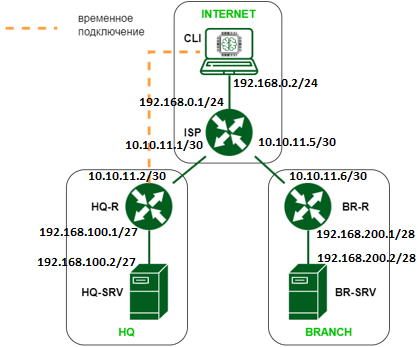 INTERNET
временное
подключение
CLI
192.168.0.2/24
192.168.0.1/24
ISP
10.10.11.1/30
10.10.11.5/30
10.10.11.2/30
10.10.11.6/30
HQ-R
BR-R
192.168.100.1/27
192.168.200.1/28
192.168.100.2/27
192.168.200.2/28
HQ-SRV
BR-SRV
HQ
BRANCH